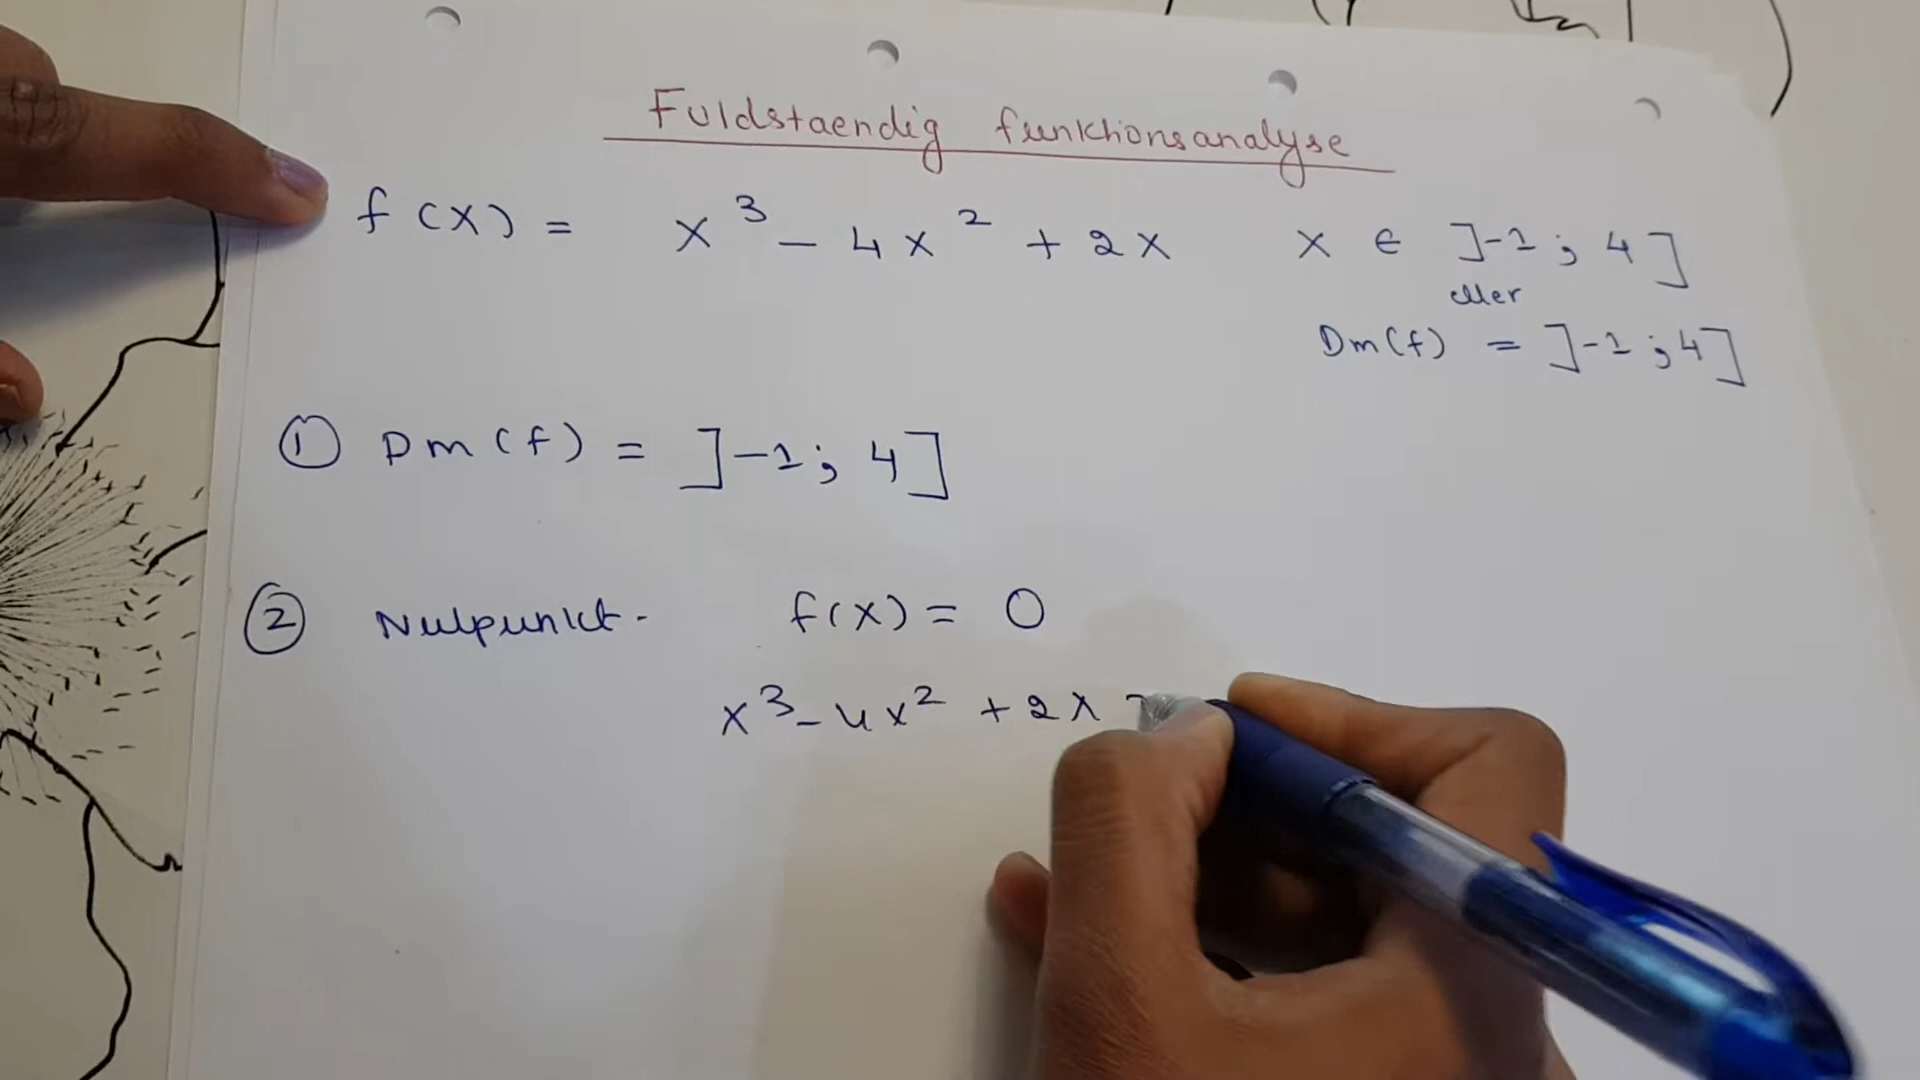 Fuldstaendig funktionsanalyse
f(x) = x³ - 4x² + 2x x ∈ ]-1; 4]
eller
Dm(f) = ]-1; 4]
① Dm(f) = ]-1; 4]
② Nulpunkt - f(x) = 0
x³ - 4x² + 2x